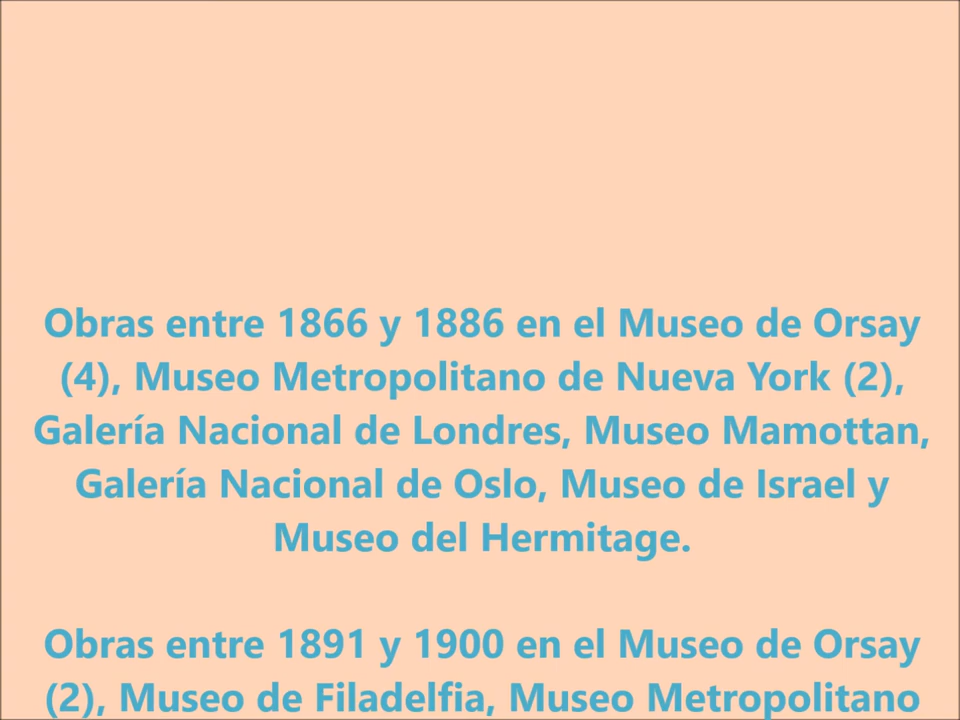 Obras entre 1866 y 1886 en el Museo de Orsay
(4), Museo Metropolitano de Nueva York (2),
Galería Nacional de Londres, Museo Mamottan,
Galería Nacional de Oslo, Museo de Israel y
Museo del Hermitage.
Obras entre 1891 y 1900 en el Museo de Orsay
(2), Museo de Filadelfia, Museo Metropolitano